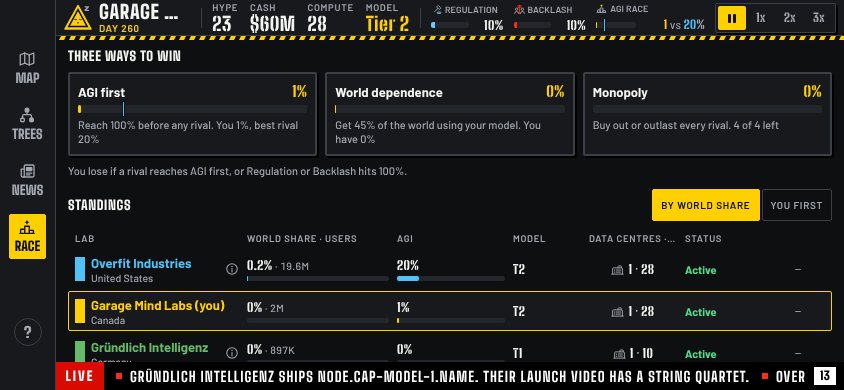 GARAGE ...
DAY 260
HYPE
23
CASH
$60M
COMPUTE
28
MODEL
Tier 2
REGULATION
10%
BACKLASH
10%
AGI RACE
1 vs 20%
1x
2x
3x
MAP
TREES
NEWS
RACE
?
THREE WAYS TO WIN
AGI first 1%
Reach 100% before any rival. You 1%, best rival
20%
World dependence 0%
Get 45% of the world using your model. You
have 0%
Monopoly 0%
Buy out or outlast every rival. 4 of 4 left
You lose if a rival reaches AGI first, or Regulation or Backlash hits 100%.
STANDINGS
BY WORLD SHARE
YOU FIRST
LAB WORLD SHARE · USERS AGI MODEL DATA CENTRES ·... STATUS
Overfit Industries 0.2% · 19.6M 20% T2 1 · 28 Active –
United States
Garage Mind Labs (you) 0% · 2M 1% T2 1 · 28 Active –
Canada
Gründlich Intelligenz 0% · 897K 0% T1 1 · 10 Active –
Germany
LIVE GRÜNDLICH INTELLIGENZ SHIPS NODE.CAP-MODEL-1.NAME. THEIR LAUNCH VIDEO HAS A STRING QUARTET. OVER 13